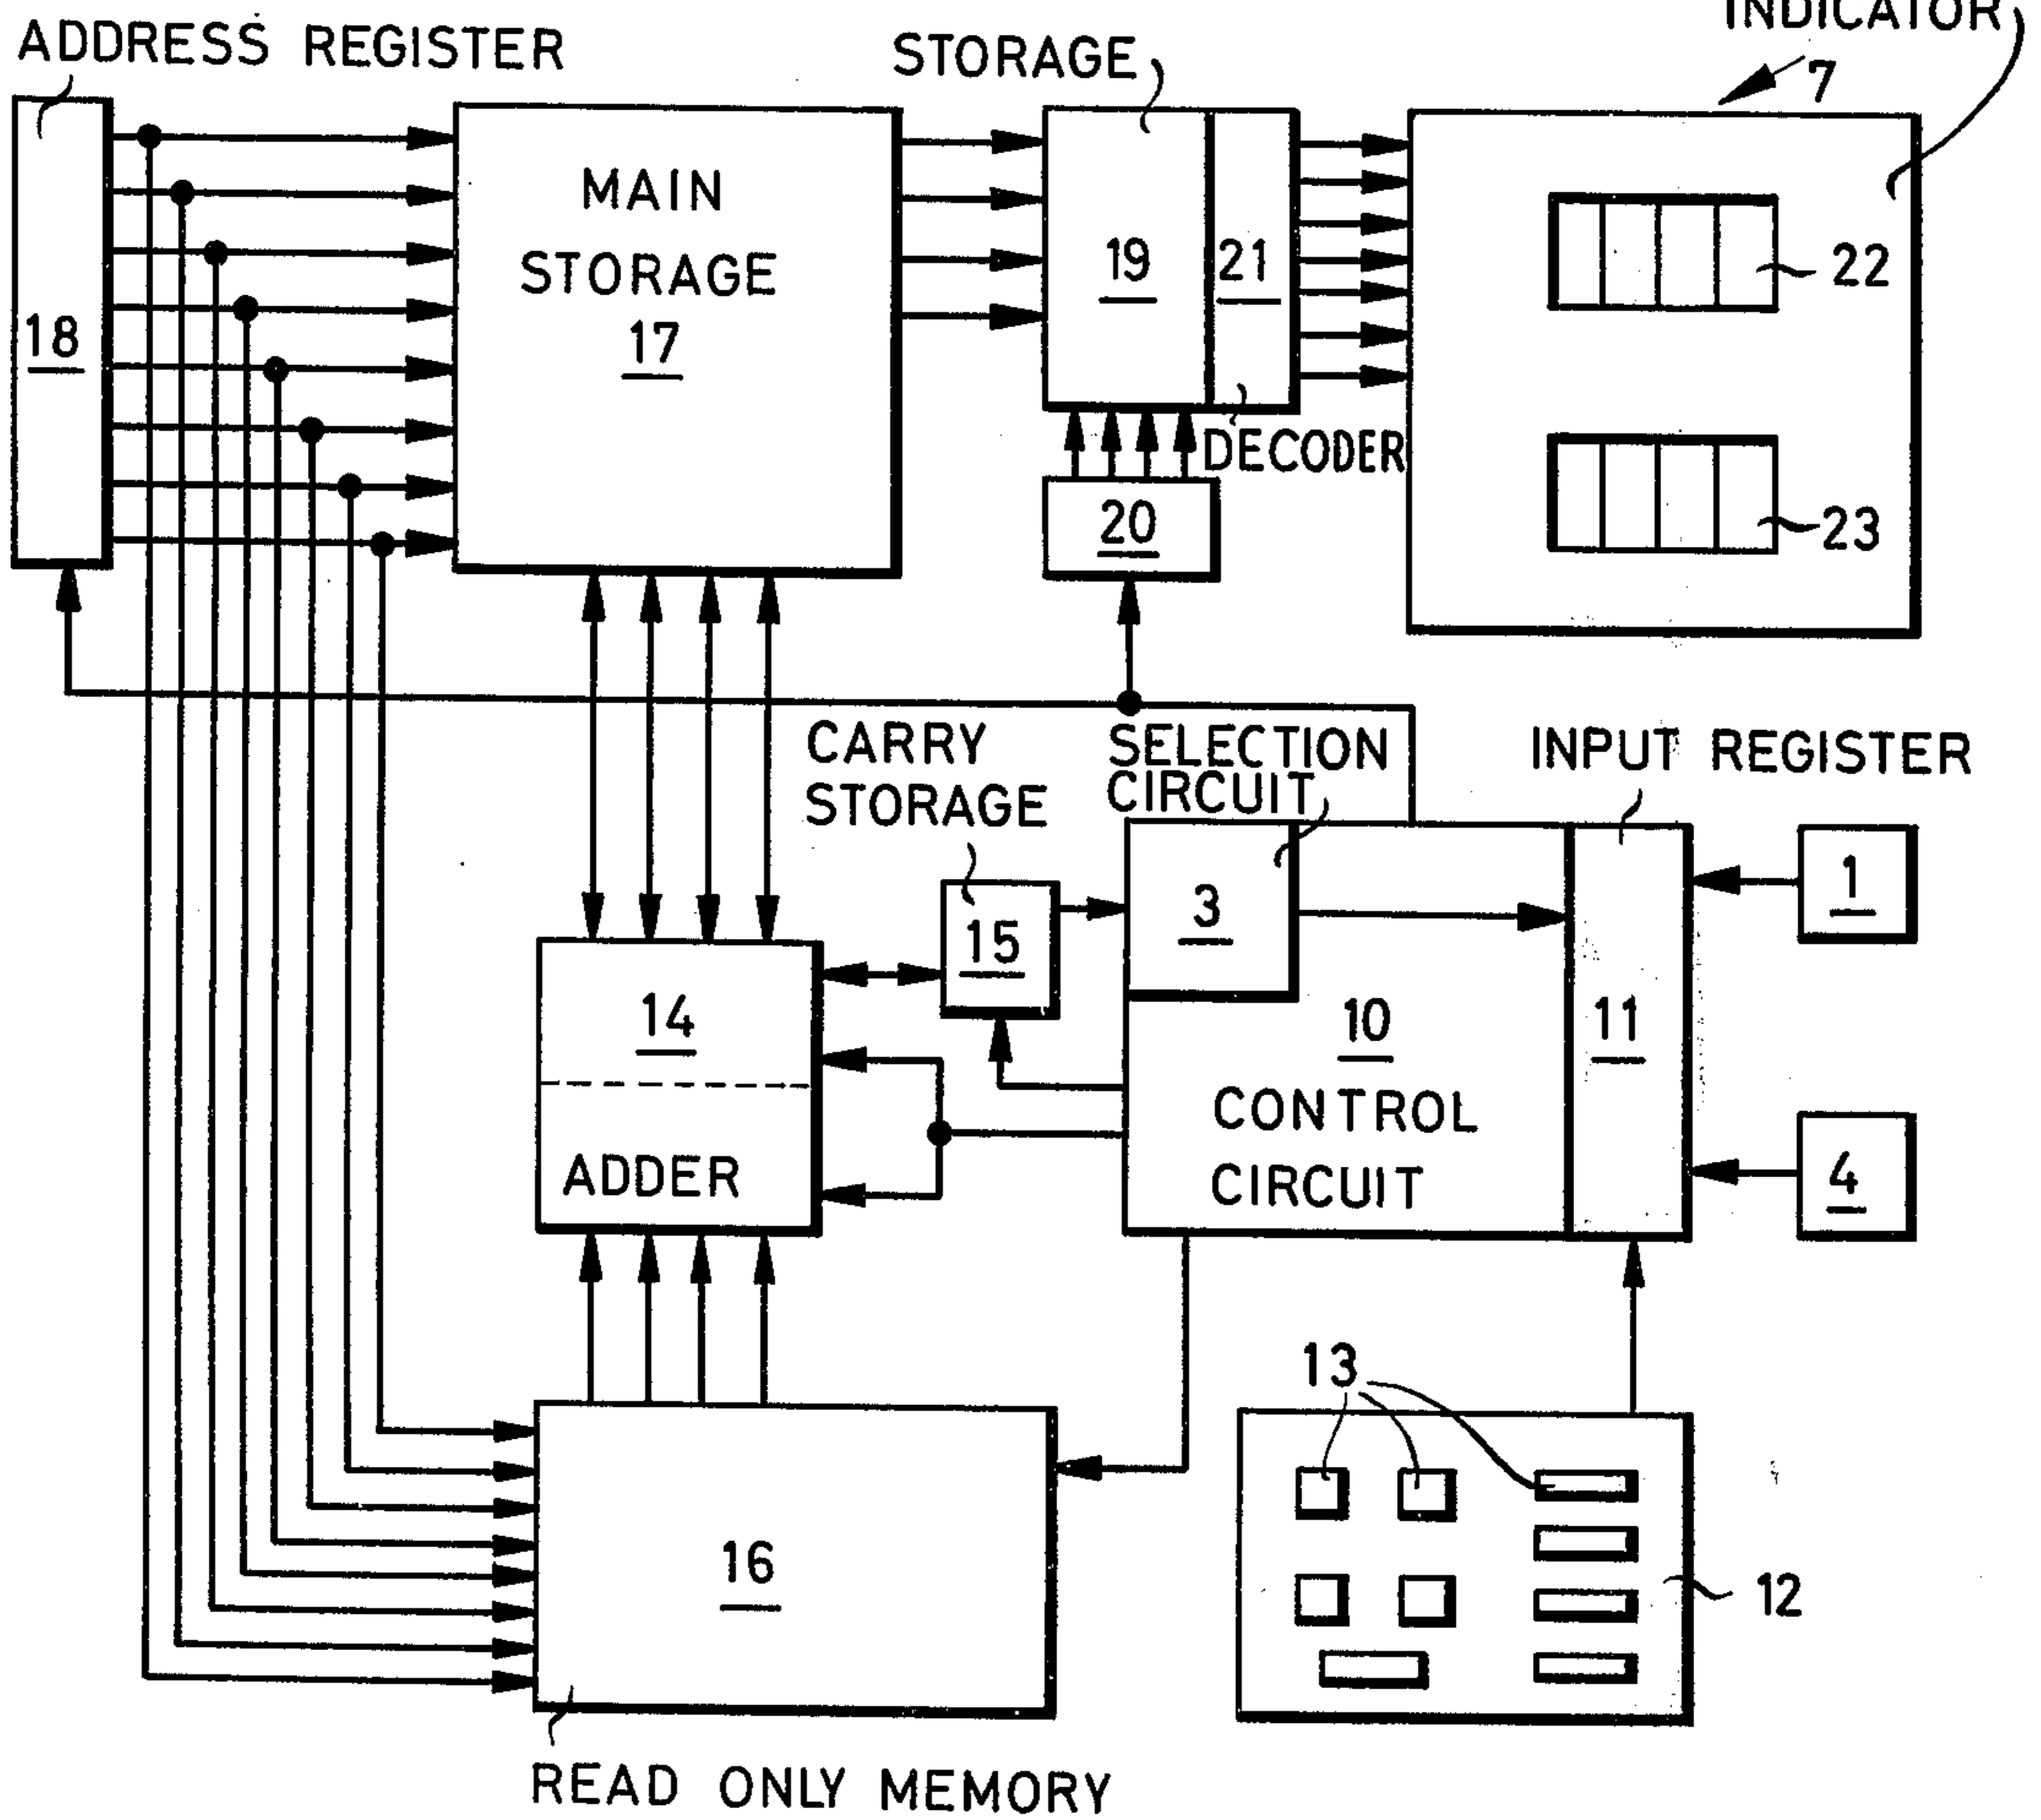 INDICATOR
ADDRESS REGISTER
STORAGE
7
MAIN
STORAGE
17
18
19
21
22
DECODER
20
23
CARRY
STORAGE
SELECTION
CIRCUIT
INPUT REGISTER
1
3
15
14
10
11
CONTROL
CIRCUIT
ADDER
4
13
16
12
READ ONLY MEMORY